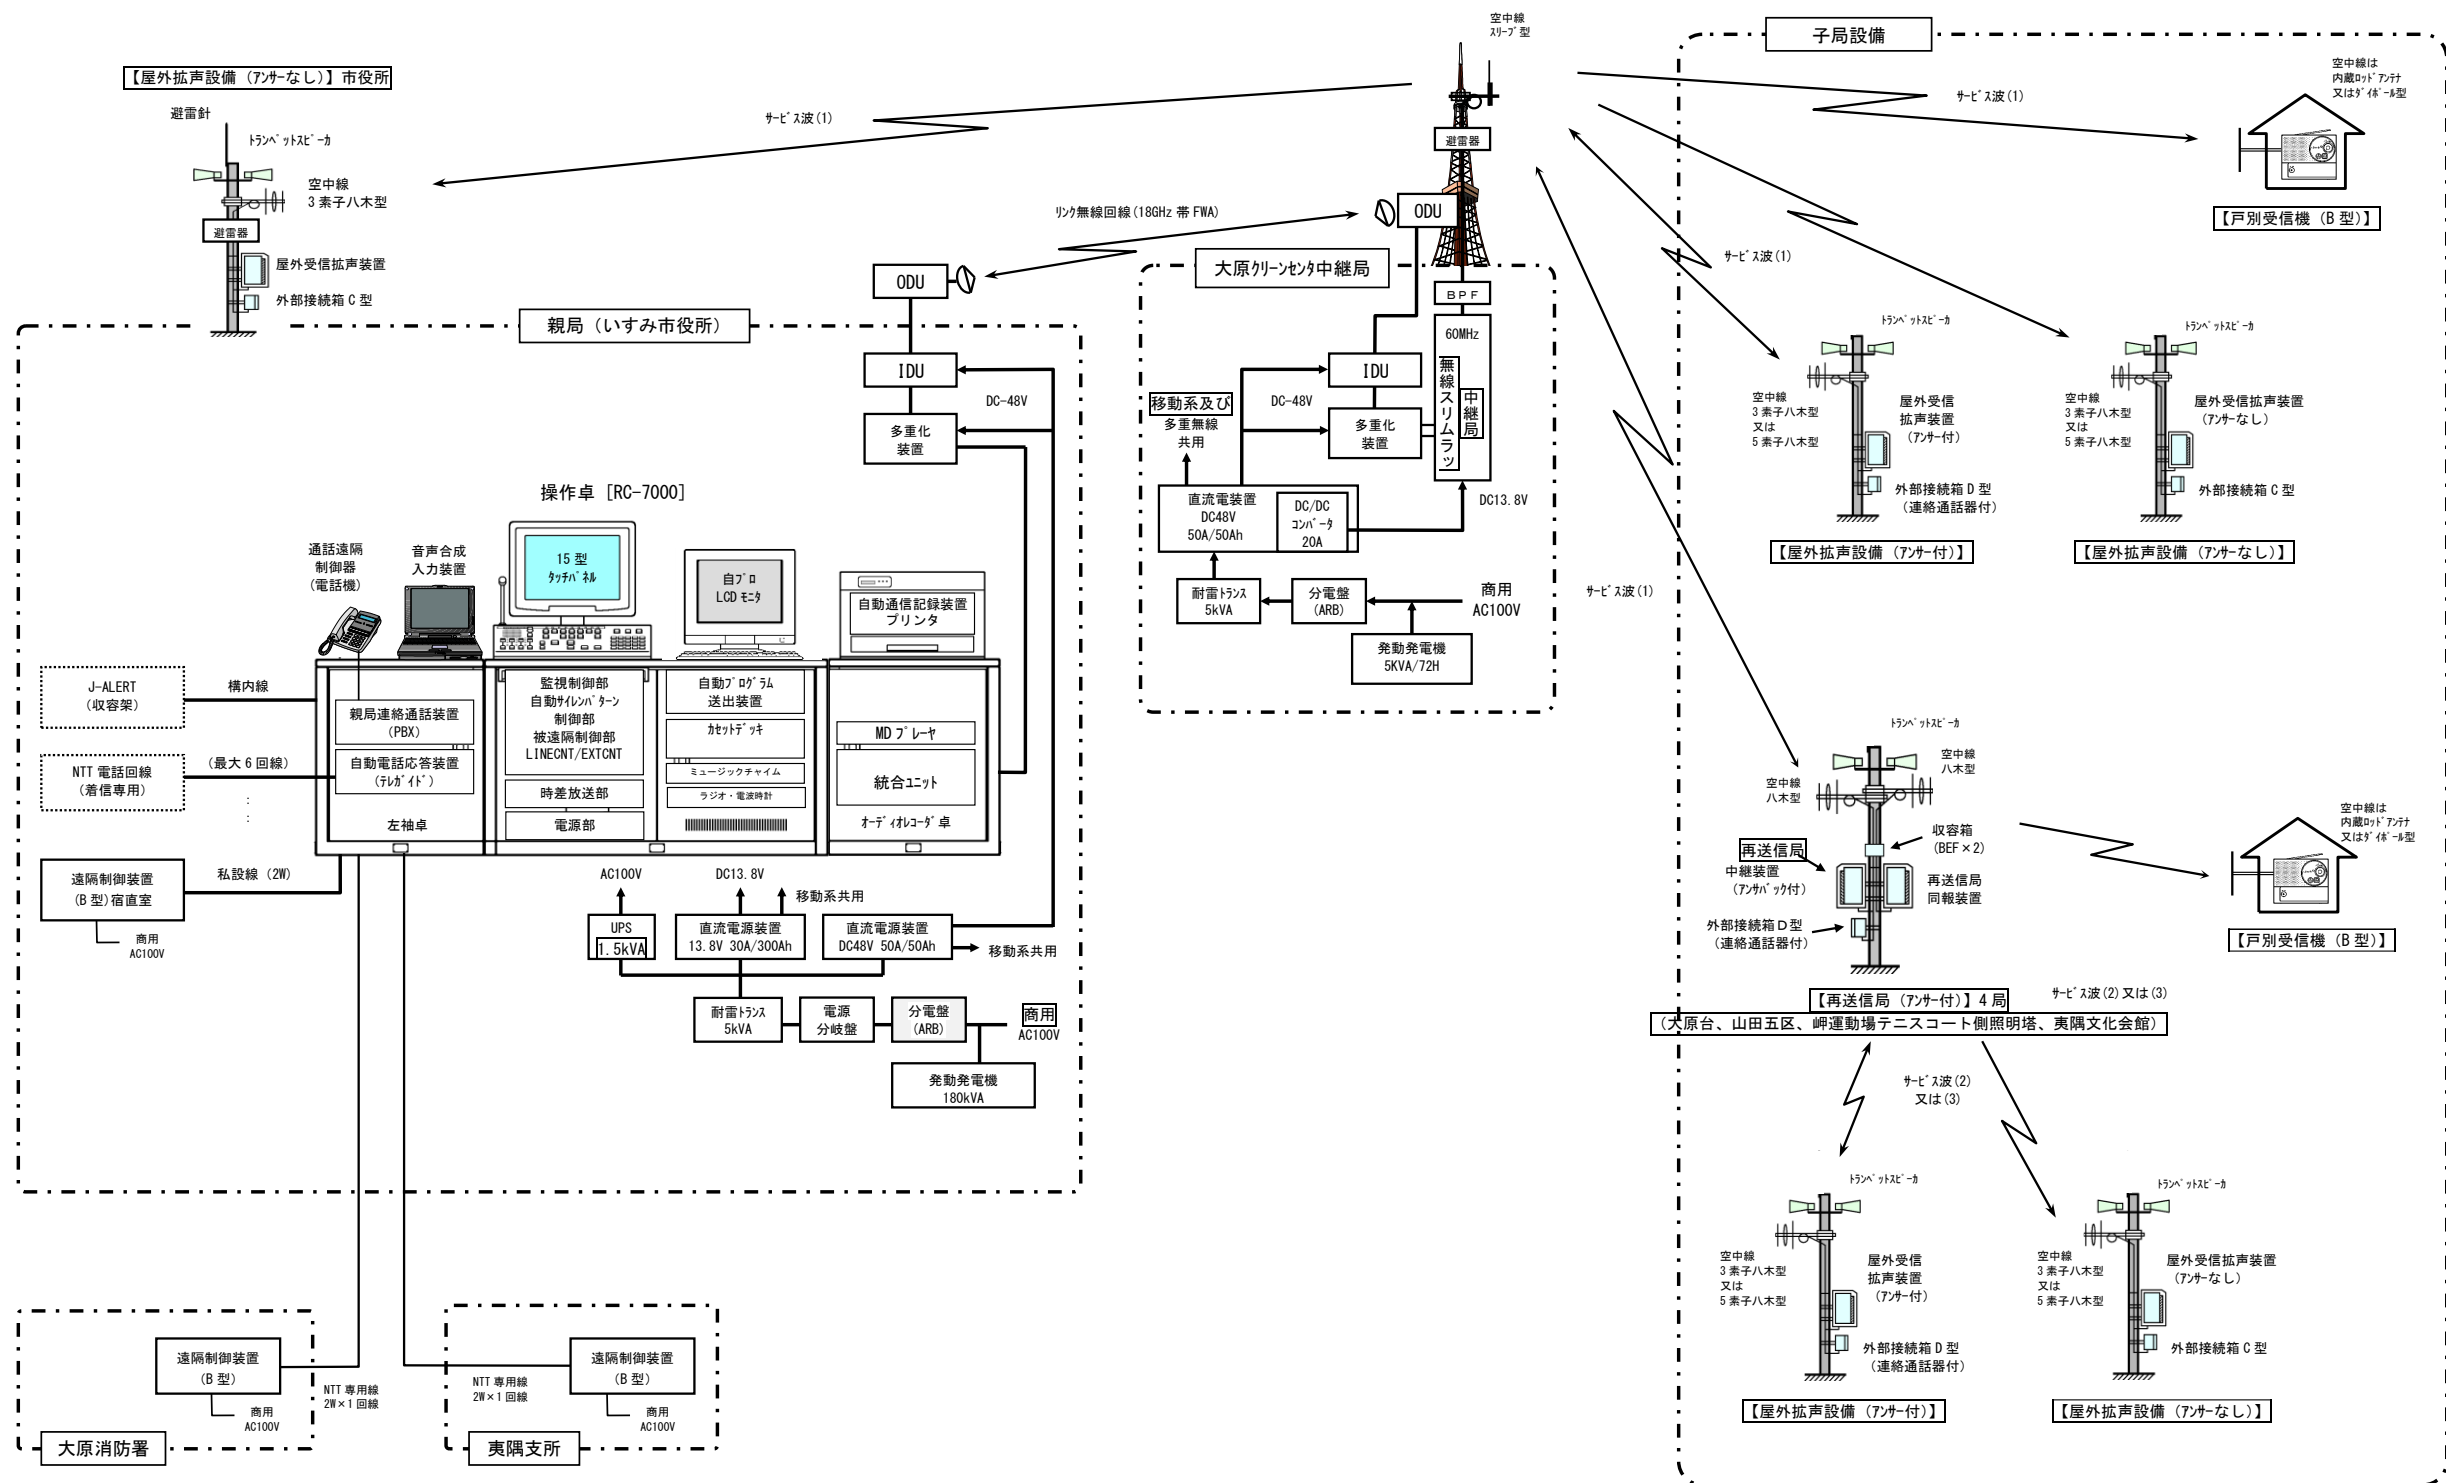 【屋外拡声設備（ｱﾝｻｰなし）】市役所
避雷針
ﾄﾗﾝﾍﾟｯﾄｽﾋﾟｰｶ
空中線
3 素子八木型
避雷器
屋外受信拡声装置
外部接続箱 C 型
ｻｰﾋﾞｽ波(1)
ﾘﾝｸ無線回線(18GHz 帯 FWA)
空中線
ｽﾘｰﾌﾞ型
避雷器
ODU
大原ｸﾘｰﾝｾﾝﾀ中継局
BPF
60MHz
無線スリムラッ
中継局
IDU
DC-48V
多重化
装置
移動系及び
多重無線
共用
直流電装置
DC48V
50A/50Ah
DC/DC
ｺﾝﾊﾞｰﾀ
20A
DC13.8V
耐雷ﾄﾗﾝｽ
5kVA
分電盤
(ARB)
商用
AC100V
発動発電機
5KVA/72H
親局（いすみ市役所）
ODU
IDU
DC-48V
多重化
装置
操作卓 [RC-7000]
通話遠隔
制御器
(電話機)
音声合成
入力装置
15 型
ﾀｯﾁﾊﾟﾈﾙ
自ﾌﾟﾛ
LCD ﾓﾆﾀ
自動通信記録装置
プリンタ
J-ALERT
(収容架)
構内線
NTT 電話回線
(着信専用)
(最大 6 回線)
:
:
親局連絡通話装置
(PBX)
自動電話応答装置
(ﾃﾚｶﾞｲﾄﾞ)
左袖卓
監視制御部
自動ｻｲﾚﾝﾊﾟﾀｰﾝ
制御部
被遠隔制御部
LINECNT/EXTCNT
時差放送部
電源部
自動ﾌﾟﾛｸﾞﾗﾑ
送出装置
ｶｾｯﾄﾃﾞｯｷ
ミュージックチャイム
ラジオ・電波時計
MD ﾌﾟﾚｰﾔ
統合ﾕﾆｯﾄ
ｵｰﾃﾞｨｵﾚｺｰﾀﾞ卓
遠隔制御装置
(B 型)宿直室
私設線 (2W)
商用
AC100V
AC100V
DC13.8V
移動系共用
UPS
1.5kVA
直流電源装置
13.8V 30A/300Ah
直流電源装置
DC48V 50A/50Ah
移動系共用
耐雷ﾄﾗﾝｽ
5kVA
電源
分岐盤
分電盤
(ARB)
商用
AC100V
発動発電機
180kVA
遠隔制御装置
(B 型)
商用
AC100V
NTT 専用線
2W×1 回線
大原消防署
NTT 専用線
2W×1 回線
遠隔制御装置
(B 型)
商用
AC100V
夷隅支所
子局設備
ｻｰﾋﾞｽ波(1)
空中線は
内蔵ﾛｯﾄﾞｱﾝﾃﾅ
又はﾀﾞｲﾎﾟｰﾙ型
【戸別受信機（B 型）】
ｻｰﾋﾞｽ波(1)
ﾄﾗﾝﾍﾟｯﾄｽﾋﾟｰｶ
空中線
3 素子八木型
又は
5 素子八木型
屋外受信
拡声装置
(ｱﾝｻｰ付)
外部接続箱 D 型
(連絡通話器付)
【屋外拡声設備（ｱﾝｻｰ付）】
ﾄﾗﾝﾍﾟｯﾄｽﾋﾟｰｶ
空中線
3 素子八木型
又は
5 素子八木型
屋外受信拡声装置
(ｱﾝｻｰなし)
外部接続箱 C 型
【屋外拡声設備（ｱﾝｻｰなし）】
ｻｰﾋﾞｽ波(1)
ﾄﾗﾝﾍﾟｯﾄｽﾋﾟｰｶ
空中線
八木型
空中線
八木型
収容箱
(BEF×2)
再送信局
中継装置
(ｱﾝｻﾊﾞｯｸ付)
再送信局
同報装置
外部接続箱Ｄ型
(連絡通話器付)
空中線は
内蔵ﾛｯﾄﾞｱﾝﾃﾅ
又はﾀﾞｲﾎﾟｰﾙ型
【戸別受信機（B 型）】
【再送信局（ｱﾝｻｰ付）】4 局
ｻｰﾋﾞｽ波(2)又は(3)
(大原台、山田五区、岬運動場テニスコート側照明塔、夷隅文化会館)
ｻｰﾋﾞｽ波(2)
又は(3)
ﾄﾗﾝﾍﾟｯﾄｽﾋﾟｰｶ
空中線
3 素子八木型
又は
5 素子八木型
屋外受信
拡声装置
(ｱﾝｻｰ付)
外部接続箱 D 型
(連絡通話器付)
【屋外拡声設備（ｱﾝｻｰ付）】
ﾄﾗﾝﾍﾟｯﾄｽﾋﾟｰｶ
空中線
3 素子八木型
又は
5 素子八木型
屋外受信拡声装置
(ｱﾝｻｰなし)
外部接続箱 C 型
【屋外拡声設備（ｱﾝｻｰなし）】